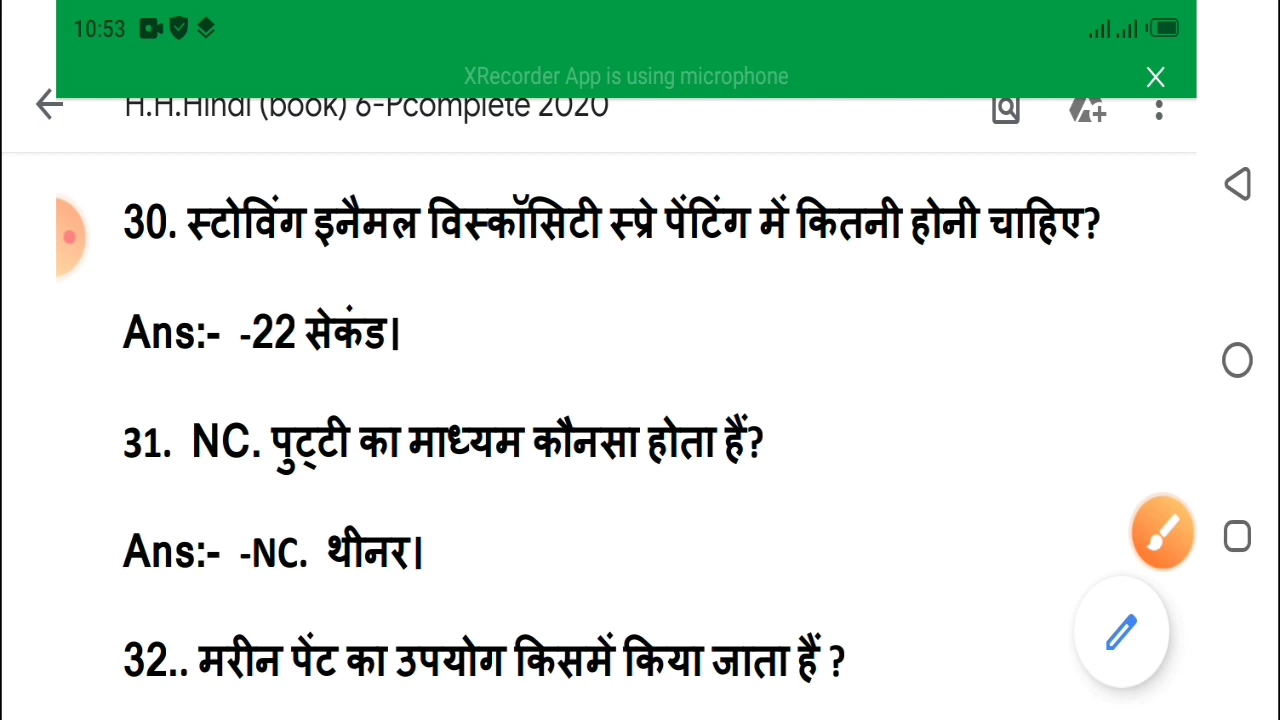 10:53
XRecorder App is using microphone
H.H.Hindi (book) 6-Pcomplete 2020
30. स्टोविंग इनैमल विस्कॉसिटी स्प्रे पेंटिंग में कितनी होनी चाहिए?
Ans:- -22 सेकंड।
31. NC. पुट्टी का माध्यम कौनसा होता हैं?
Ans:- -NC. थीनर।
32.. मरीन पेंट का उपयोग किसमें किया जाता हैं ?